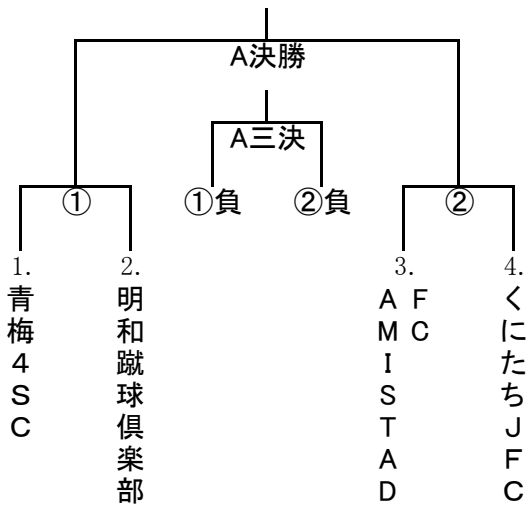 A決勝
A三決
①
①負
②負
②
1.
2.
3.
4.
青梅4SC
明和蹴球倶楽部
FC
AMISTAD
くにたちJFC